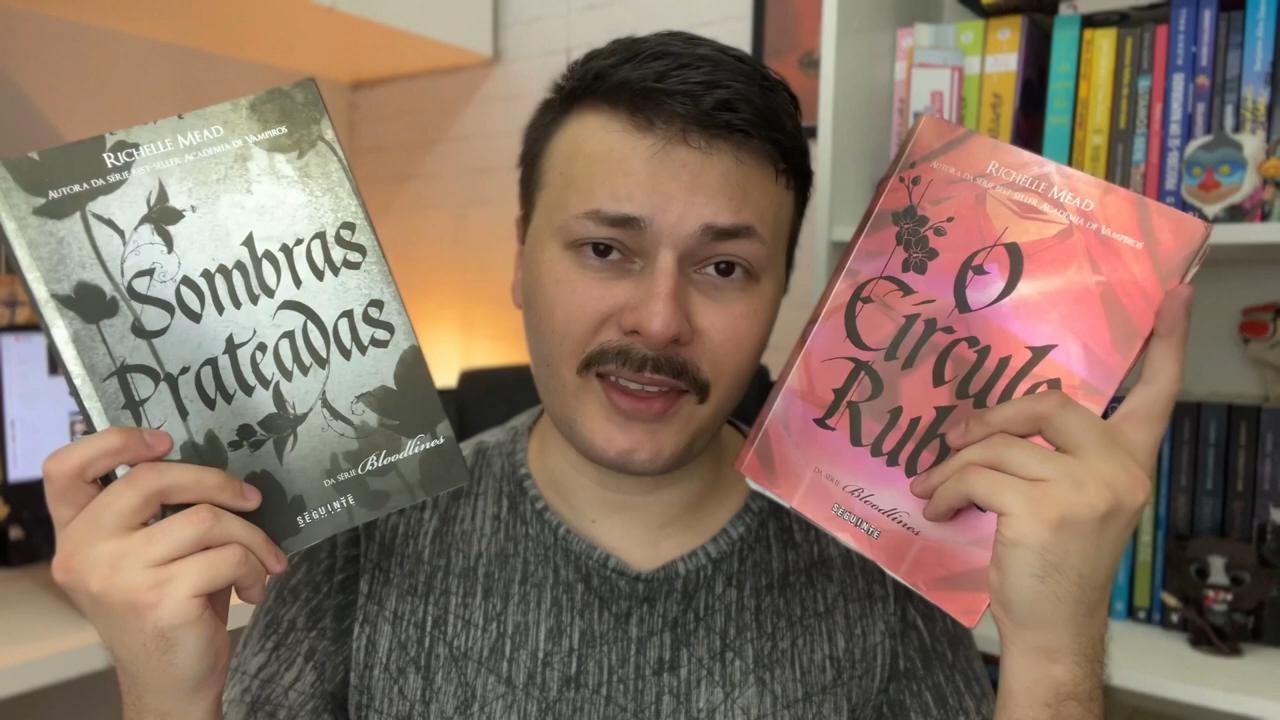 RICHELLE MEAD
AUTORA DA SÉRIE BEST-SELLER ACADEMIA DE VAMPIROS
Sombras
Prateadas
DA SÉRIE Bloodlines
SEGUINTE
RICHELLE MEAD
AUTORA DA SÉRIE BEST-SELLER ACADEMIA DE VAMPIROS
O
Círculo
Rub
DA SÉRIE Bloodlines
SEGUINTE